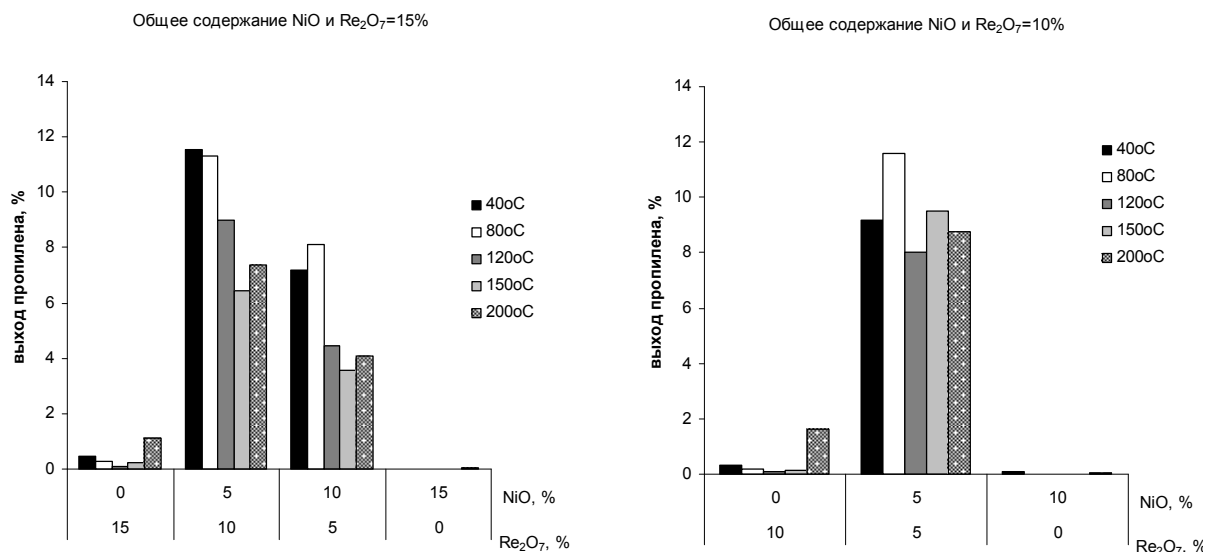 Общее содержание NiO и Re₂O₇=15%
14
12
10
8
6
4
2
0
выход пропилена, %
40oC
80oC
120oC
150oC
200oC
0 5 10 15 NiO, %
15 10 5 0 Re₂O₇, %
Общее содержание NiO и Re₂O₇=10%
14
12
10
8
6
4
2
0
выход пропилена, %
40oC
80oC
120oC
150oC
200oC
0 5 10 NiO, %
10 5 0 Re₂O₇, %